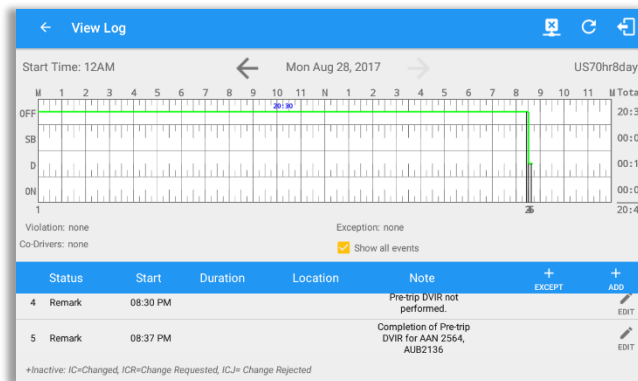 View Log
Start Time: 12AM Mon Aug 28, 2017 US70hr8day
M 1 2 3 4 5 6 7 8 9 10 11 N 1 2 3 4 5 6 7 8 9 10 11 M Tota
OFF 20:30 20:3
SB 00:0
D 00:1
ON 00:0
1 20:4
Violation: none Exception: none
Co-Drivers: none Show all events
Status Start Duration Location Note + EXCEPT + ADD
4 Remark 08:30 PM Pre-trip DVIR not
performed. EDIT
5 Remark 08:37 PM Completion of Pre-trip
DVIR for AAN 2564,
AUB2136 EDIT
+Inactive: IC=Changed, ICR=Change Requested, ICJ= Change Rejected